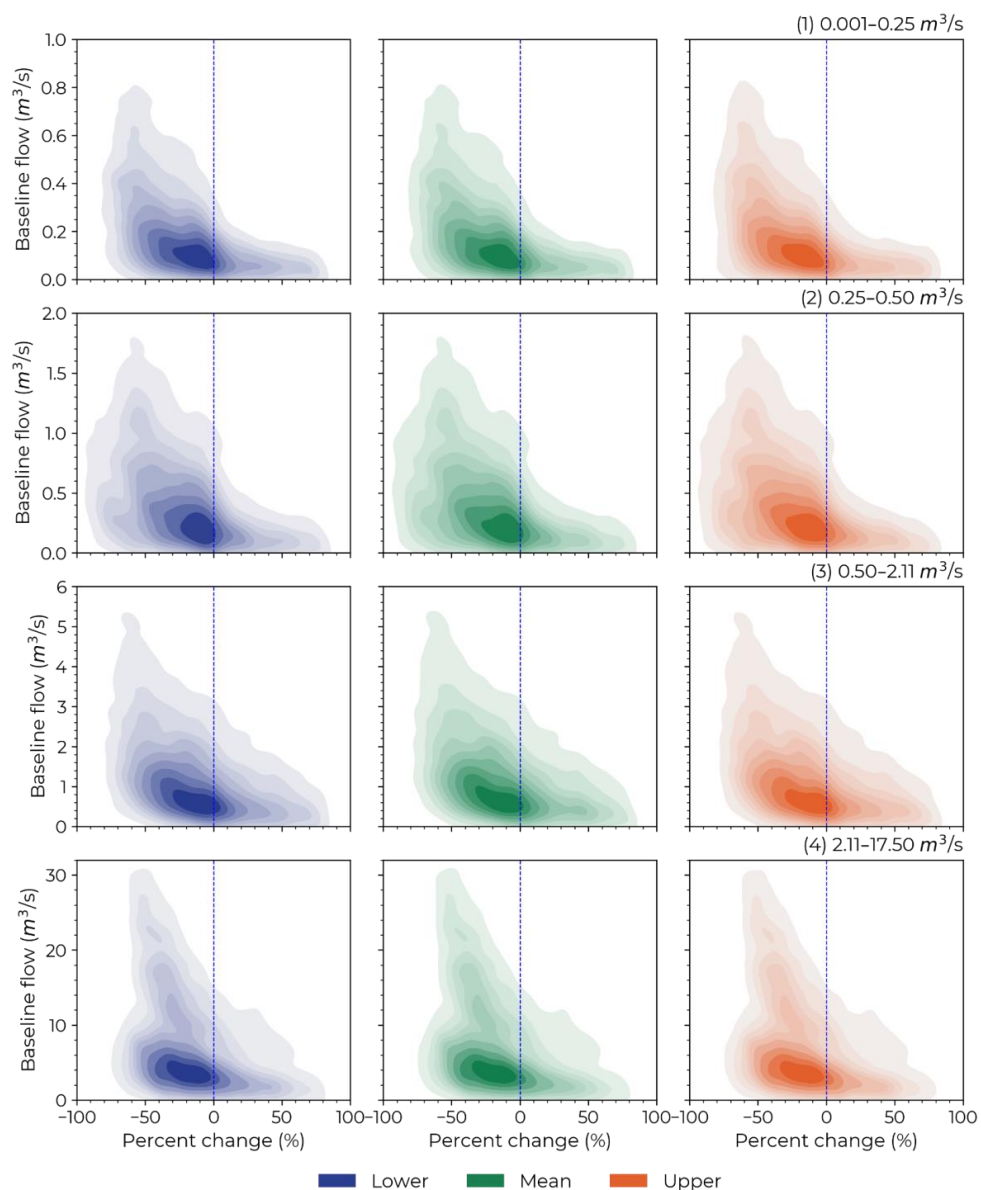 (1) 0.001–0.25 m³/s
1.0
0.8
0.6
0.4
0.2
0.0
Baseline flow (m³/s)
(2) 0.25–0.50 m³/s
2.0
1.5
1.0
0.5
0.0
Baseline flow (m³/s)
(3) 0.50–2.11 m³/s
6
5
4
3
2
1
0
Baseline flow (m³/s)
(4) 2.11–17.50 m³/s
30
20
10
0
Baseline flow (m³/s)
−100 −50 0 50 100 −100 −50 0 50 100 −100 −50 0 50 100
Percent change (%) Percent change (%) Percent change (%)
Lower Mean Upper